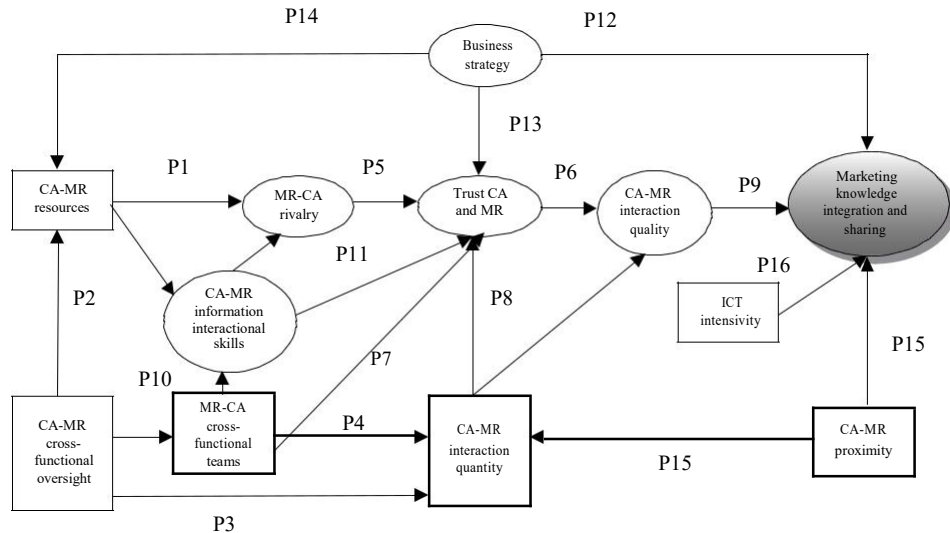 P14
P12
Business
strategy
P13
P1
P5
P6
P9
CA-MR
resources
MR-CA
rivalry
Trust CA
and MR
CA-MR
interaction
quality
Marketing
knowledge
integration and
sharing
P11
P16
P2
CA-MR
information
interactional
skills
P8
ICT
intensivity
P15
P10
P7
CA-MR
cross-
functional
oversight
MR-CA
cross-
functional
teams
P4
CA-MR
interaction
quantity
P15
CA-MR
proximity
P3